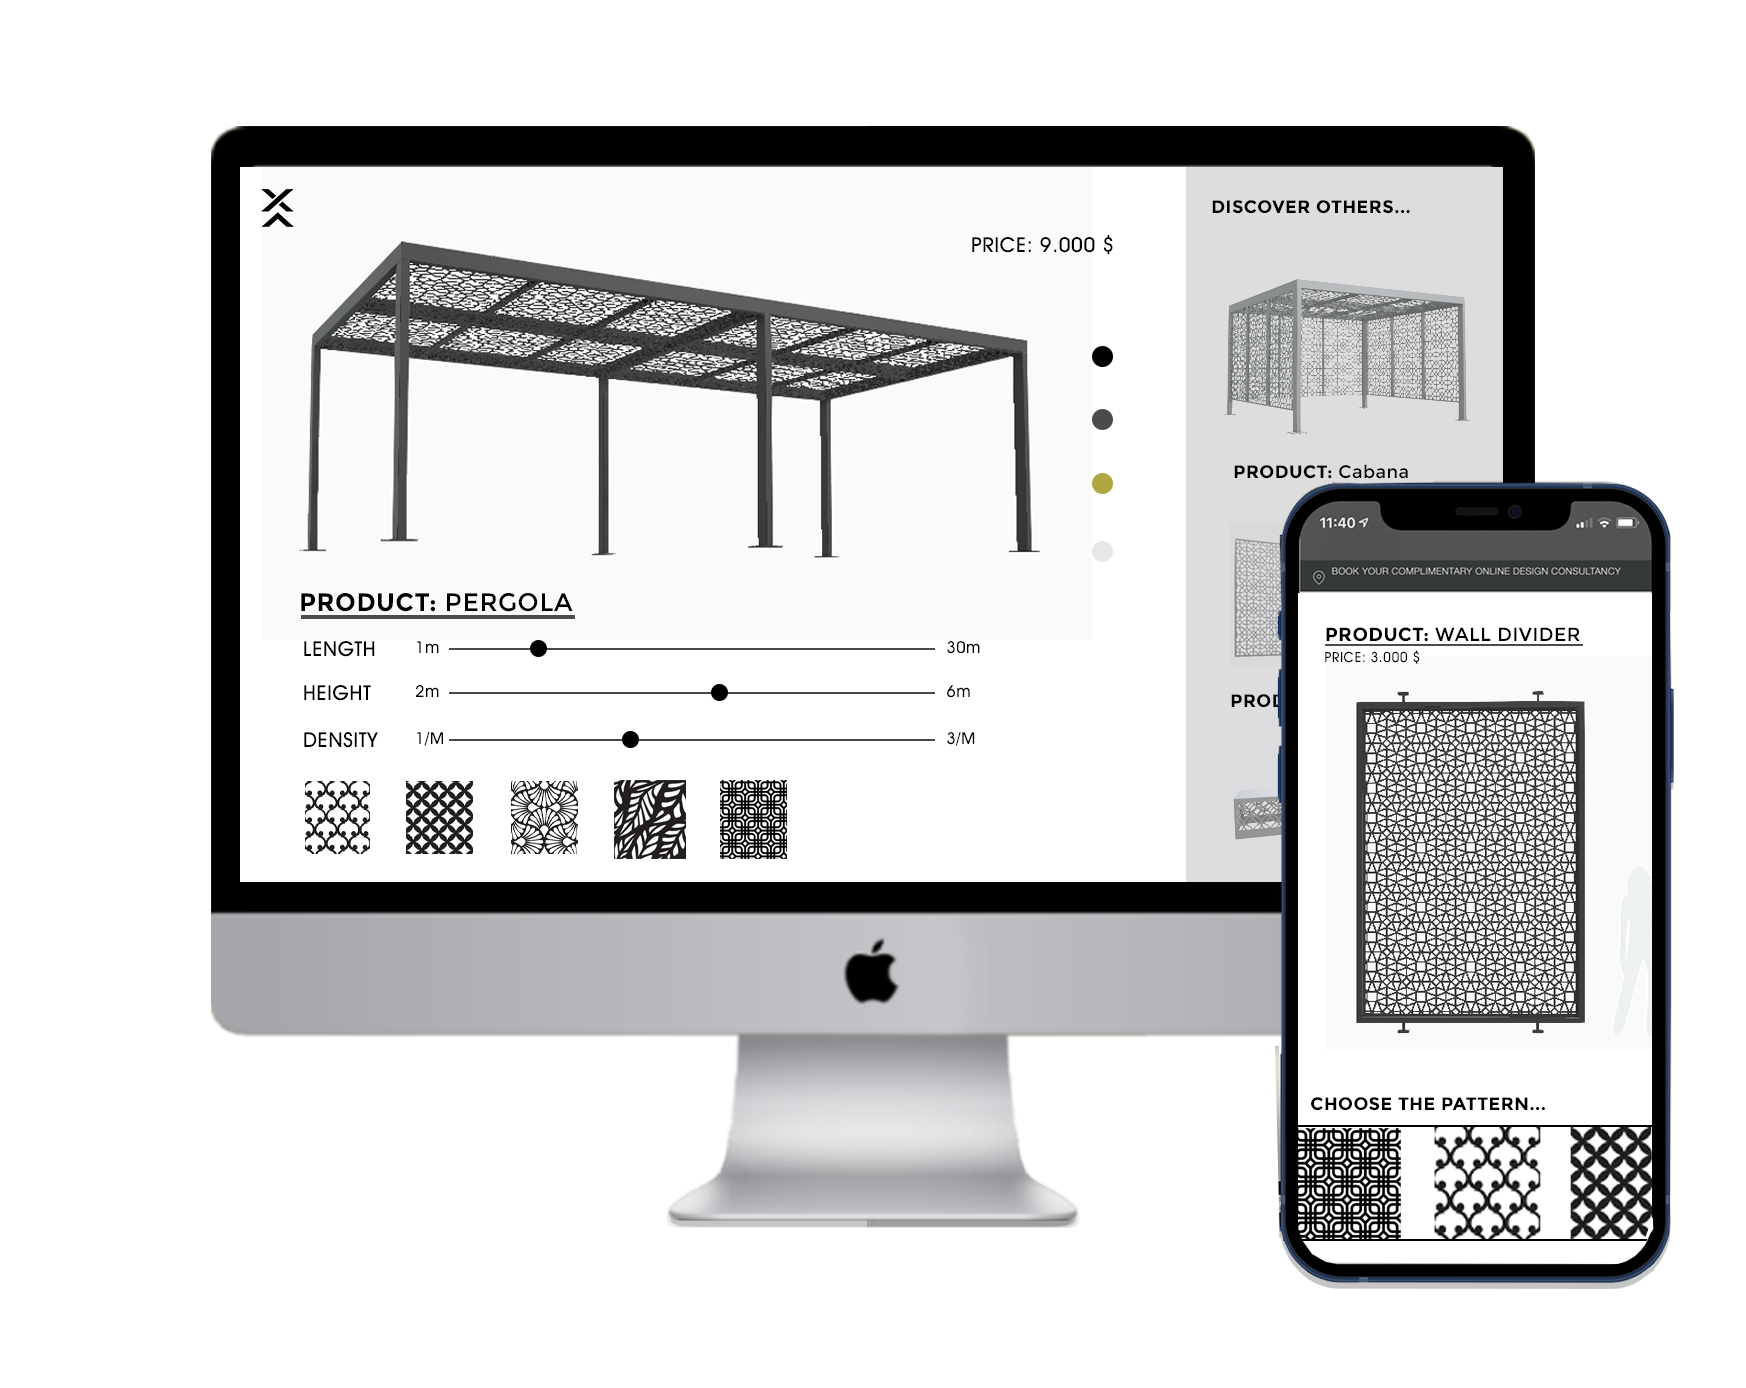 PRICE: 9.000 $
PRODUCT: PERGOLA
LENGTH 1m 30m
HEIGHT 2m 6m
DENSITY 1/M 3/M
DISCOVER OTHERS...
PRODUCT: Cabana
11:40
BOOK YOUR COMPLIMENTARY ONLINE DESIGN CONSULTANCY
PRODUCT: WALL DIVIDER
PRICE: 3.000 $
CHOOSE THE PATTERN...